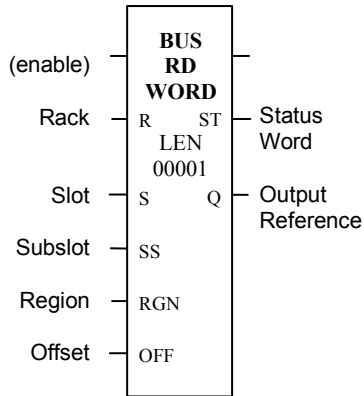 BUS
(enable) RD
WORD
Rack R ST Status
Word
LEN
00001
Slot S Q Output
Reference
Subslot SS
Region RGN
Offset OFF